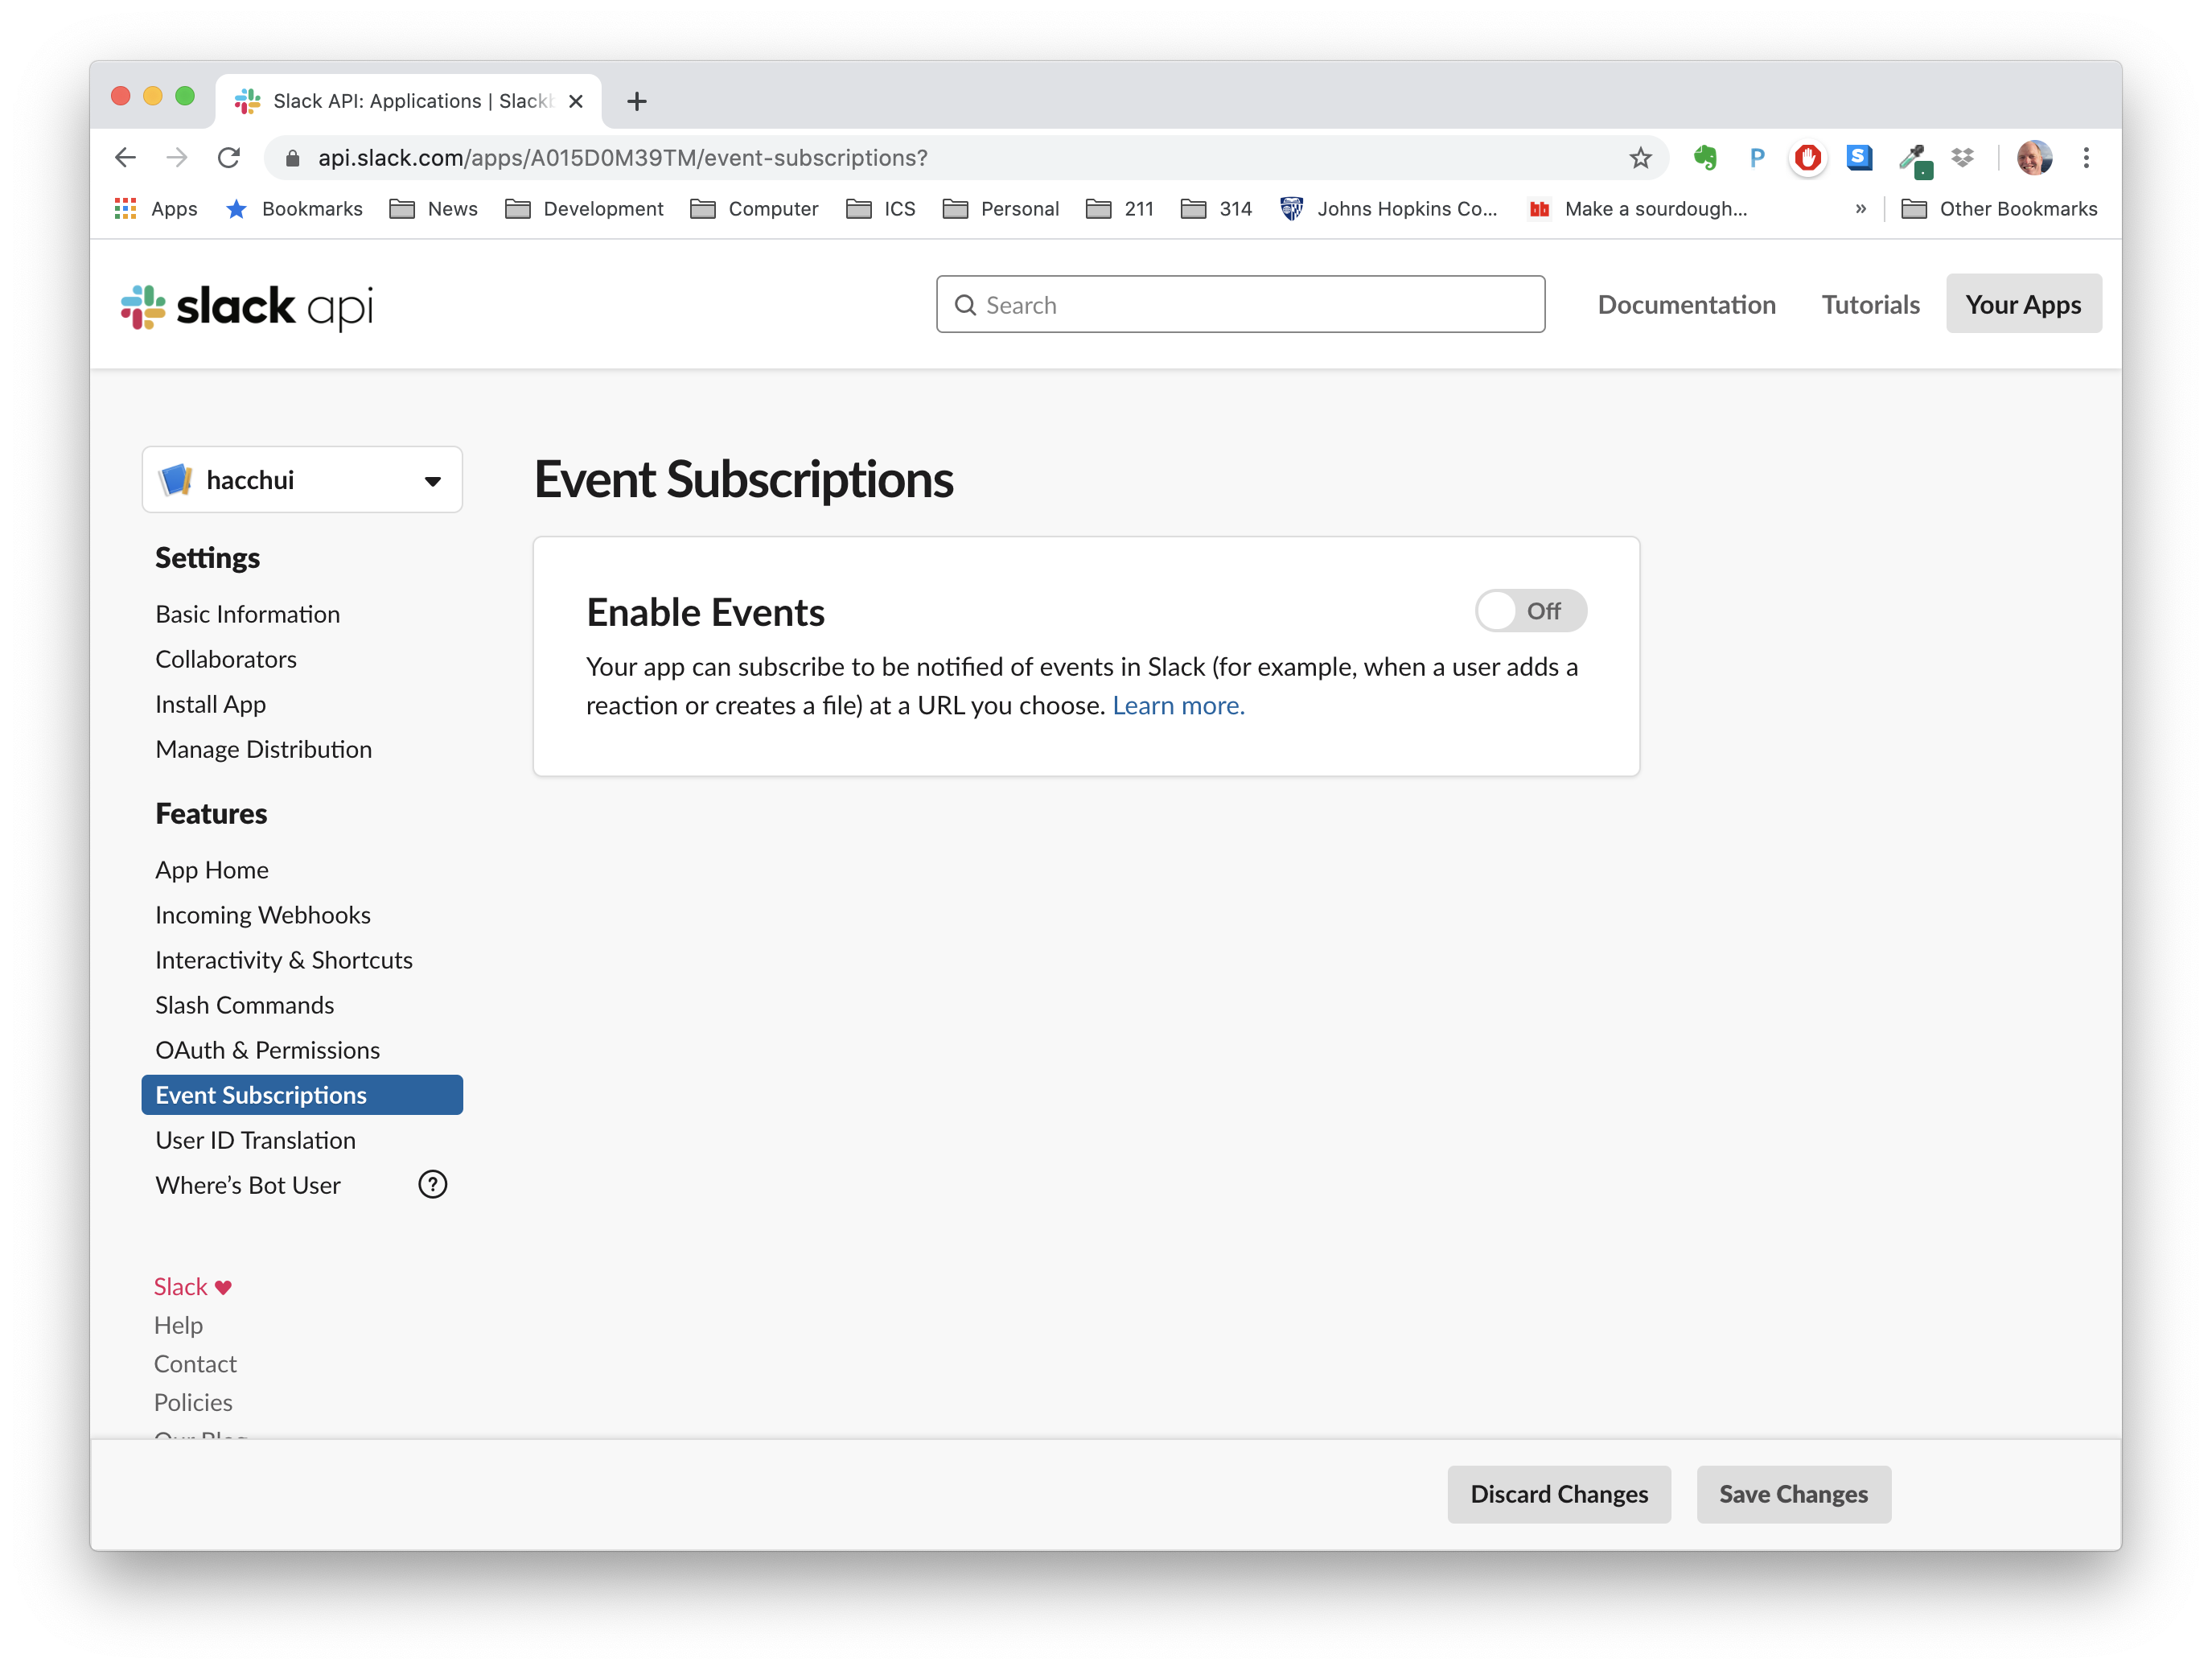 Slack API: Applications | Slack
api.slack.com/apps/A015D0M39TM/event-subscriptions?
Apps Bookmarks News Development Computer ICS Personal 211 314 Johns Hopkins Co... Make a sourdough... » Other Bookmarks
slack api
Search
Documentation Tutorials Your Apps
hacchui
Settings
Basic Information
Collaborators
Install App
Manage Distribution
Features
App Home
Incoming Webhooks
Interactivity & Shortcuts
Slash Commands
OAuth & Permissions
Event Subscriptions
User ID Translation
Where’s Bot User ?
Slack ♥
Help
Contact
Policies
Our Blog
Event Subscriptions
Enable Events Off
Your app can subscribe to be notified of events in Slack (for example, when a user adds a
reaction or creates a file) at a URL you choose. Learn more.
Discard Changes Save Changes